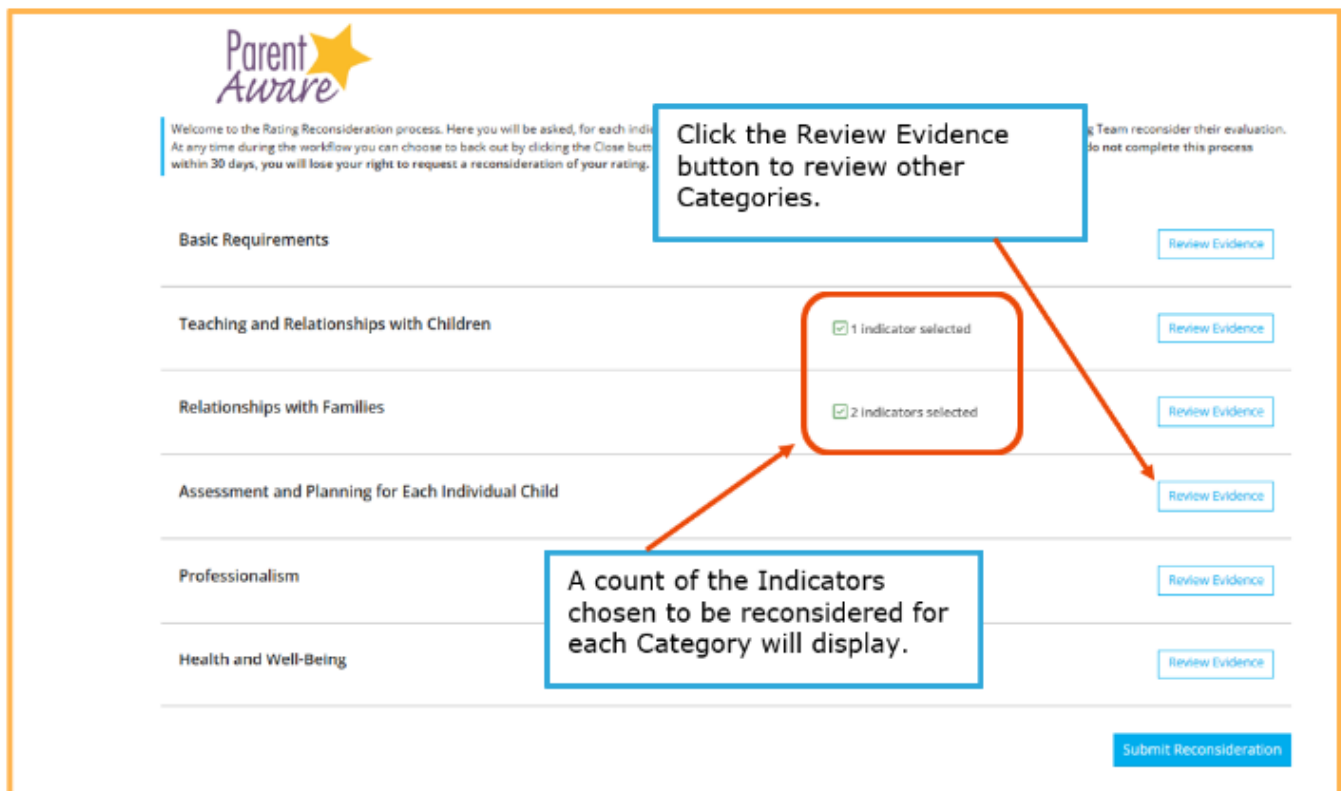 Parent
Aware
Welcome to the Rating Reconsideration process. Here you will be asked, for each indi
g Team reconsider their evaluation.
At any time during the workflow you can choose to back out by clicking the Close butt
do not complete this process
within 30 days, you will lose your right to request a reconsideration of your rating.
Click the Review Evidence
button to review other
Categories.
Basic Requirements
Review Evidence
Teaching and Relationships with Children
1 indicator selected
Review Evidence
Relationships with Families
2 indicators selected
Review Evidence
Assessment and Planning for Each Individual Child
Review Evidence
A count of the Indicators
chosen to be reconsidered for
each Category will display.
Professionalism
Review Evidence
Health and Well-Being
Review Evidence
Submit Reconsideration